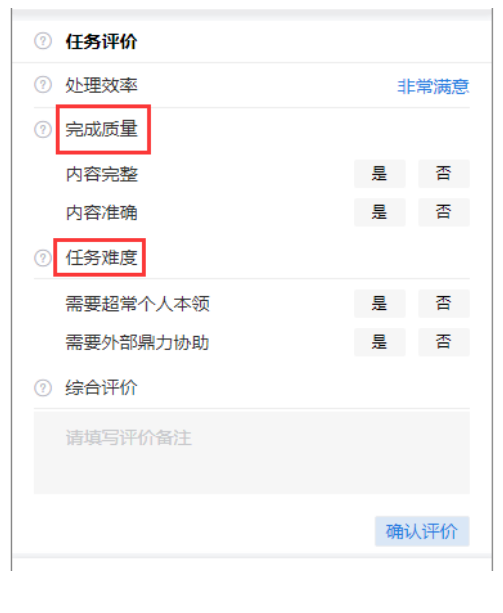 任务评价
处理效率 非常满意
完成质量
内容完整 是 否
内容准确 是 否
任务难度
需要超常个人本领 是 否
需要外部鼎力协助 是 否
综合评价
请填写评价备注
确认评价